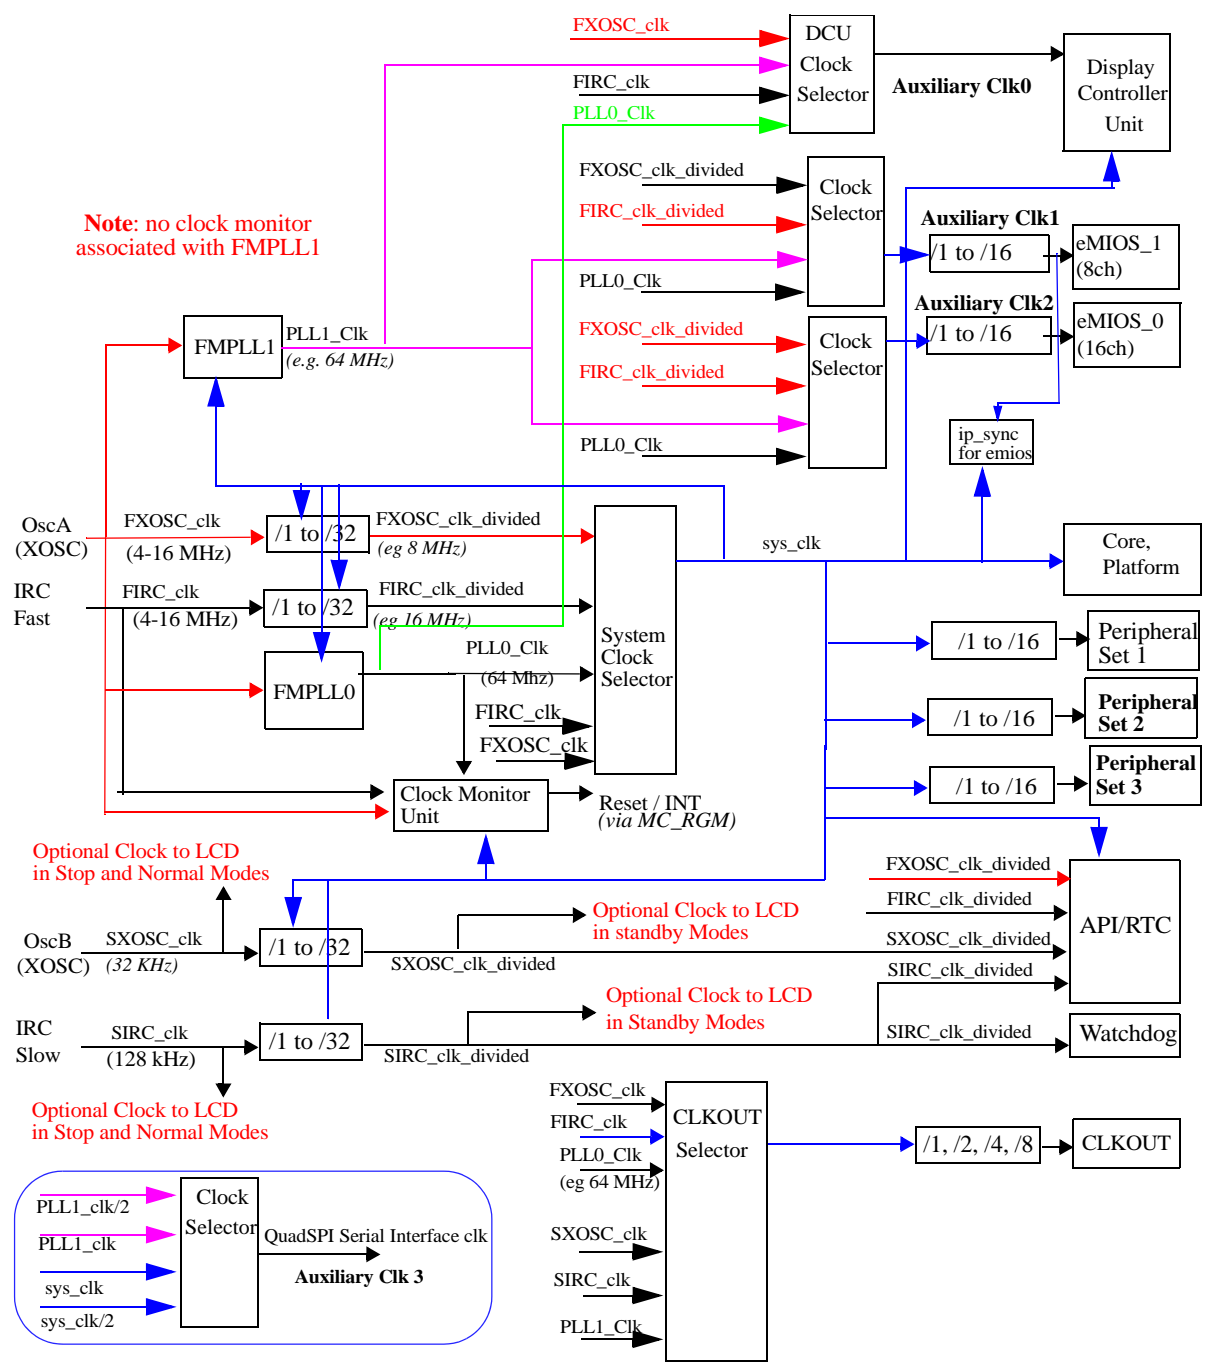 FXOSC_clk
DCU
Clock
Selector
FIRC_clk
PLL0_Clk
Auxiliary Clk0
Display
Controller
Unit
FXOSC_clk_divided
FIRC_clk_divided
PLL0_Clk
Clock
Selector
Auxiliary Clk1
/1 to /16
eMIOS_1
(8ch)
Note: no clock monitor
associated with FMPLL1
FMPLL1
PLL1_Clk
(e.g. 64 MHz)
FXOSC_clk_divided
FIRC_clk_divided
PLL0_Clk
Clock
Selector
Auxiliary Clk2
/1 to /16
eMIOS_0
(16ch)
ip_sync
for emios
OscA
(XOSC)
FXOSC_clk
(4-16 MHz)
/1 to /32
FXOSC_clk_divided
(eg 8 MHz)
IRC
Fast
FIRC_clk
(4-16 MHz)
/1 to /32
FIRC_clk_divided
(eg 16 MHz)
FMPLL0
PLL0_Clk
(64 Mhz)
FIRC_clk
FXOSC_clk
System
Clock
Selector
sys_clk
Core,
Platform
/1 to /16
Peripheral
Set 1
/1 to /16
Peripheral
Set 2
/1 to /16
Peripheral
Set 3
Clock Monitor
Unit
Reset / INT
(via MC_RGM)
Optional Clock to LCD
in Stop and Normal Modes
OscB
(XOSC)
SXOSC_clk
(32 KHz)
/1 to /32
SXOSC_clk_divided
Optional Clock to LCD
in standby Modes
FXOSC_clk_divided
FIRC_clk_divided
SXOSC_clk_divided
SIRC_clk_divided
API/RTC
IRC
Slow
SIRC_clk
(128 kHz)
/1 to /32
SIRC_clk_divided
Optional Clock to LCD
in Standby Modes
SIRC_clk_divided
Watchdog
Optional Clock to LCD
in Stop and Normal Modes
FXOSC_clk
FIRC_clk
PLL0_Clk
(eg 64 MHz)
SXOSC_clk
SIRC_clk
PLL1_Clk
CLKOUT
Selector
/1, /2, /4, /8
CLKOUT
PLL1_clk/2
PLL1_clk
sys_clk
sys_clk/2
Clock
Selector
QuadSPI Serial Interface clk
Auxiliary Clk 3